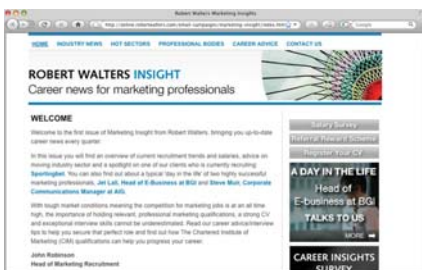 Robert Walters Marketing Insights
Google
HOME INDUSTRY NEWS HOT SECTORS PROFESSIONAL BODIES CAREER ADVICE CONTACT US
ROBERT WALTERS INSIGHT
Career news for marketing professionals
WELCOME
Welcome to the first issue of Marketing Insight from Robert Walters, bringing you up-to-date
career news every quarter.
In this issue you will find an overview of current recruitment trends and salaries, advice on
moving industry sector and a spotlight on one of our clients who is currently recruiting:
Sportingbet. You can also find out about a typical 'day in the life' of two highly successful
marketing professionals, Jet Lali, Head of E-Business at BGI and Steve Muir, Corporate
Communications Manager at AIG.
With tough market conditions meaning the competition for marketing jobs is at an all time
high, the importance of holding relevant, professional marketing qualifications, a strong CV
and exceptional interview skills cannot be underestimated. Read our career advice/interview
tips to help you secure that perfect role and find out how The Chartered Institute of
Marketing (CIM) qualifications can help you progress your career.
John Robinson
Head of Marketing Recruitment
Salary Survey
Referral Reward Scheme
Register Your CV
A DAY IN THE LIFE
Head of
E-business at BGI
TALKS TO US
MORE
CAREER INSIGHTS
SURVEY